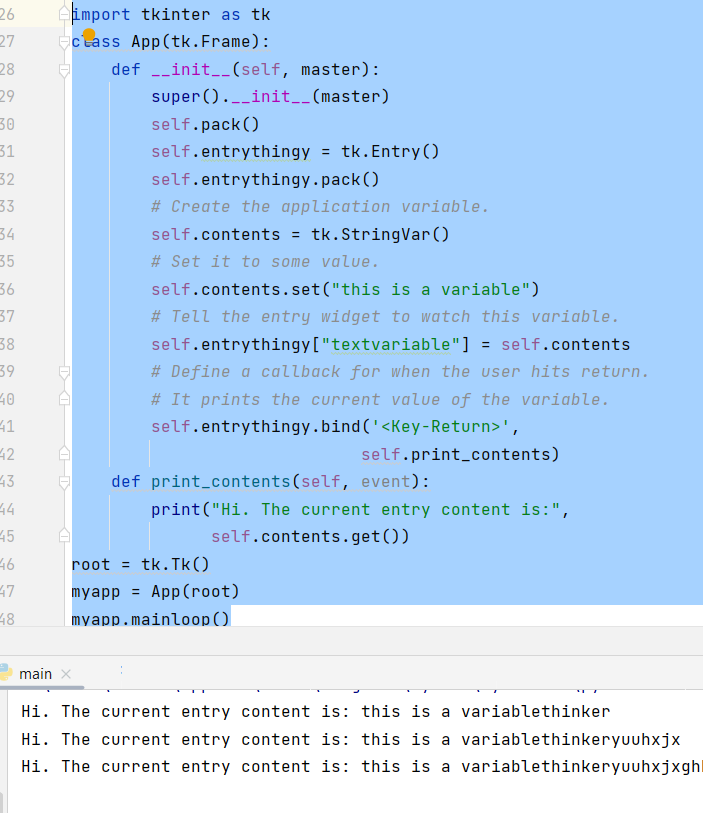 26 import tkinter as tk
27 class App(tk.Frame):
28 def __init__(self, master):
29 super().__init__(master)
30 self.pack()
31 self.entrythingy = tk.Entry()
32 self.entrythingy.pack()
33 # Create the application variable.
34 self.contents = tk.StringVar()
35 # Set it to some value.
36 self.contents.set("this is a variable")
37 # Tell the entry widget to watch this variable.
38 self.entrythingy["textvariable"] = self.contents
39 # Define a callback for when the user hits return.
40 # It prints the current value of the variable.
41 self.entrythingy.bind('<Key-Return>',
42 self.print_contents)
43 def print_contents(self, event):
44 print("Hi. The current entry content is:",
45 self.contents.get())
46 root = tk.Tk()
47 myapp = App(root)
48 myapp.mainloop()
main
Hi. The current entry content is: this is a variablethinker
Hi. The current entry content is: this is a variablethinkeryuuhxjx
Hi. The current entry content is: this is a variablethinkeryuuhxjxgh